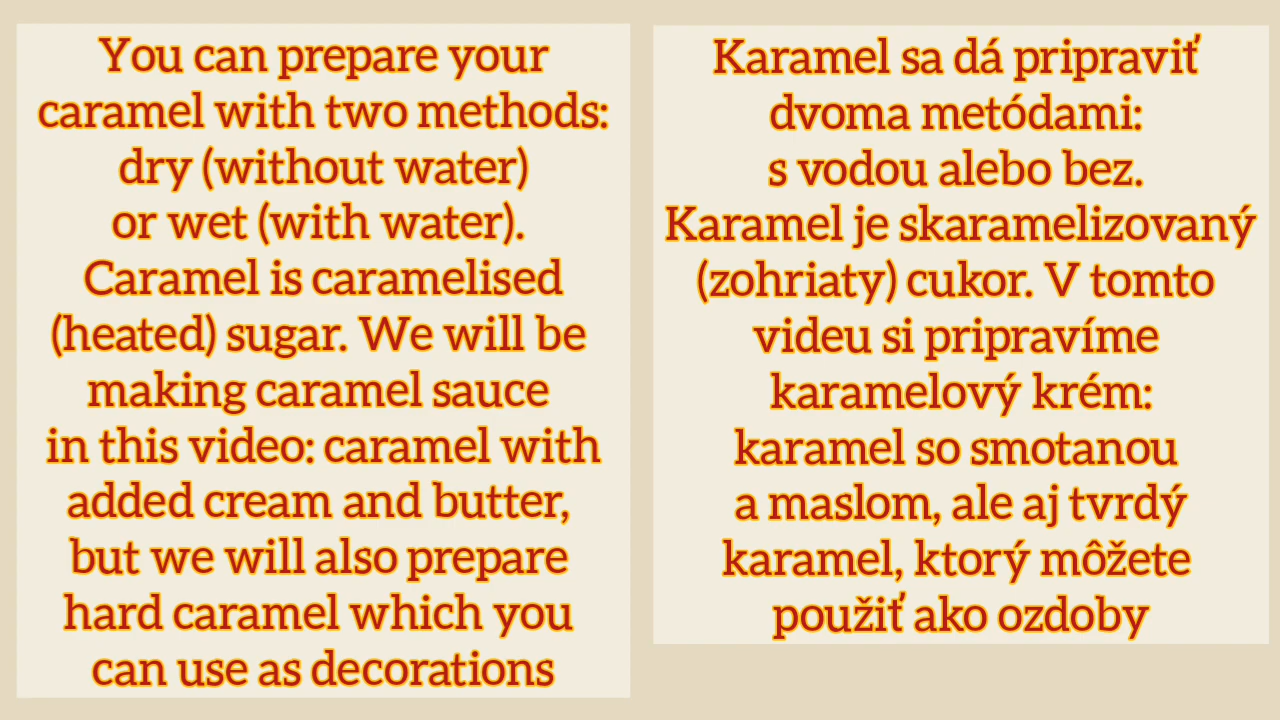 You can prepare your
caramel with two methods:
dry (without water)
or wet (with water).
Caramel is caramelised
(heated) sugar. We will be
making caramel sauce
in this video: caramel with
added cream and butter,
but we will also prepare
hard caramel which you
can use as decorations
Karamel sa dá pripraviť
dvoma metódami:
s vodou alebo bez.
Karamel je skaramelizovaný
(zohriaty) cukor. V tomto
videu si pripravíme
karamelový krém:
karamel so smotanou
a maslom, ale aj tvrdý
karamel, ktorý môžete
použiť ako ozdoby